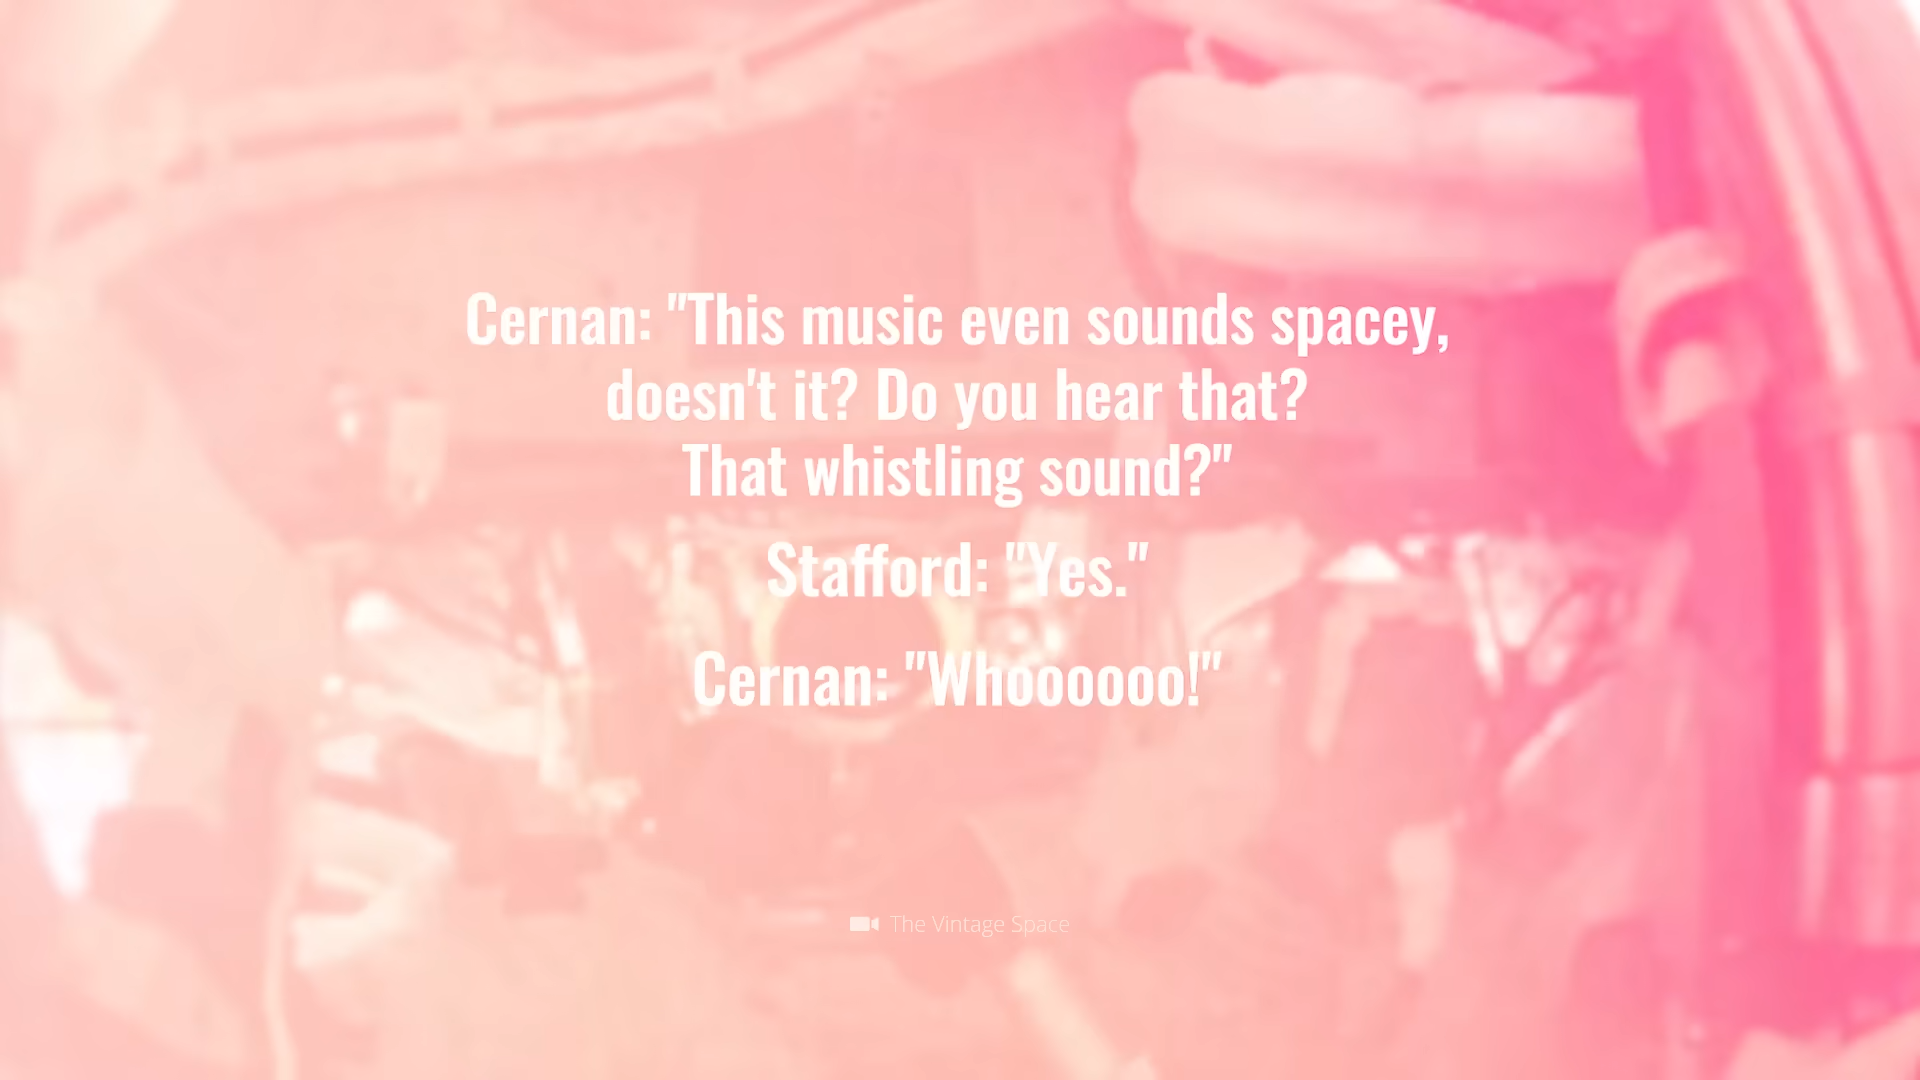 Cernan: "This music even sounds spacey,
doesn't it? Do you hear that?
That whistling sound?"
Stafford: "Yes."
Cernan: "Whoooooo!"
The Vintage Space